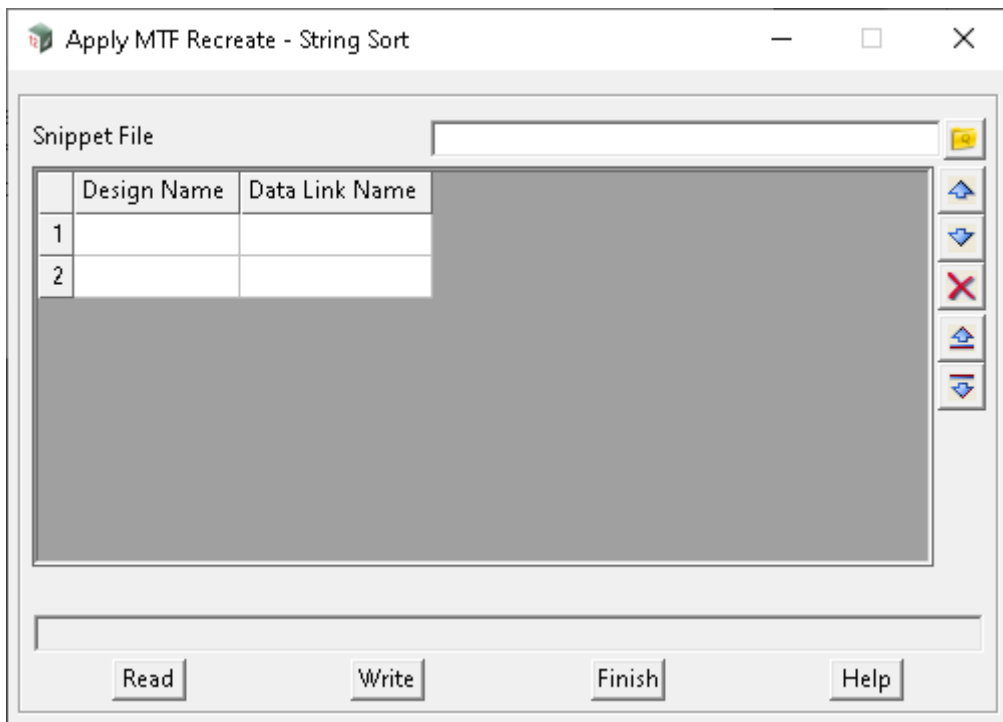 Apply MTF Recreate - String Sort
Snippet File
Design Name Data Link Name
1
2
Read Write Finish Help